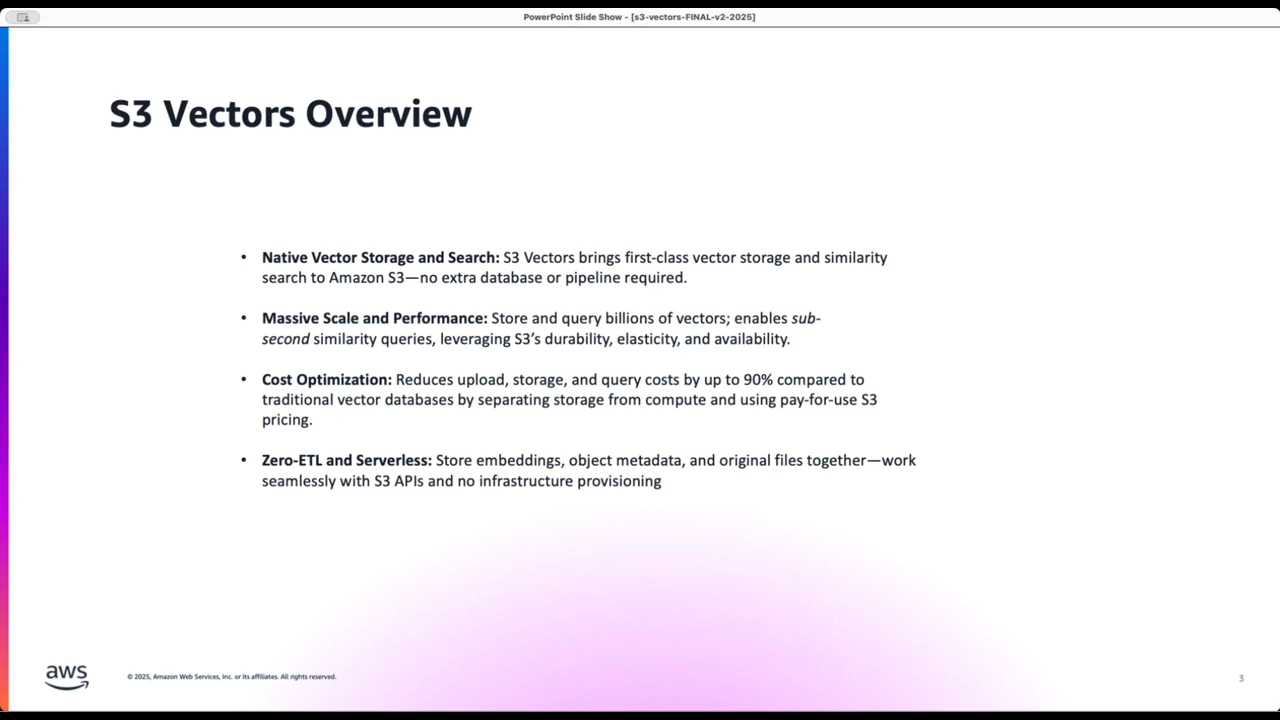 PowerPoint Slide Show - [s3-vectors-FINAL-v2-2025]
S3 Vectors Overview
• Native Vector Storage and Search: S3 Vectors brings first-class vector storage and similarity
search to Amazon S3—no extra database or pipeline required.
• Massive Scale and Performance: Store and query billions of vectors; enables sub-
second similarity queries, leveraging S3’s durability, elasticity, and availability.
• Cost Optimization: Reduces upload, storage, and query costs by up to 90% compared to
traditional vector databases by separating storage from compute and using pay-for-use S3
pricing.
• Zero-ETL and Serverless: Store embeddings, object metadata, and original files together—work
seamlessly with S3 APIs and no infrastructure provisioning
aws
© 2025, Amazon Web Services, Inc. or its affiliates. All rights reserved.
3